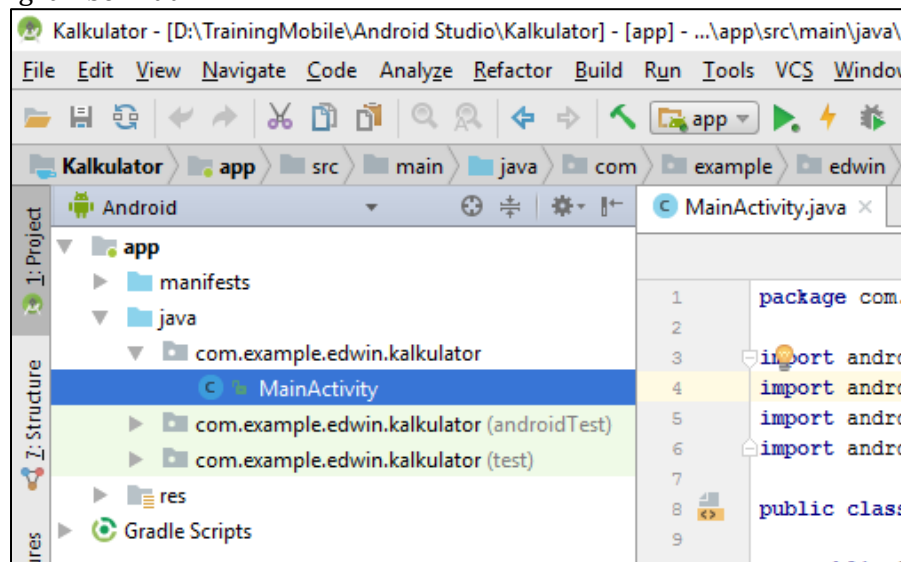 Kalkulator - [D:\TrainingMobile\Android Studio\Kalkulator] - [app] - ...\app\src\main\java\
File Edit View Navigate Code Analyze Refactor Build Run Tools VCS Window
app
Kalkulator app src main java com example edwin
1: Project
Android
MainActivity.java
app
manifests
java
com.example.edwin.kalkulator
MainActivity
com.example.edwin.kalkulator (androidTest)
com.example.edwin.kalkulator (test)
res
Gradle Scripts
Z: Structure
1 package com.
2
3 import andro
4 import andro
5 import andro
6 import andro
7
8 public class
9